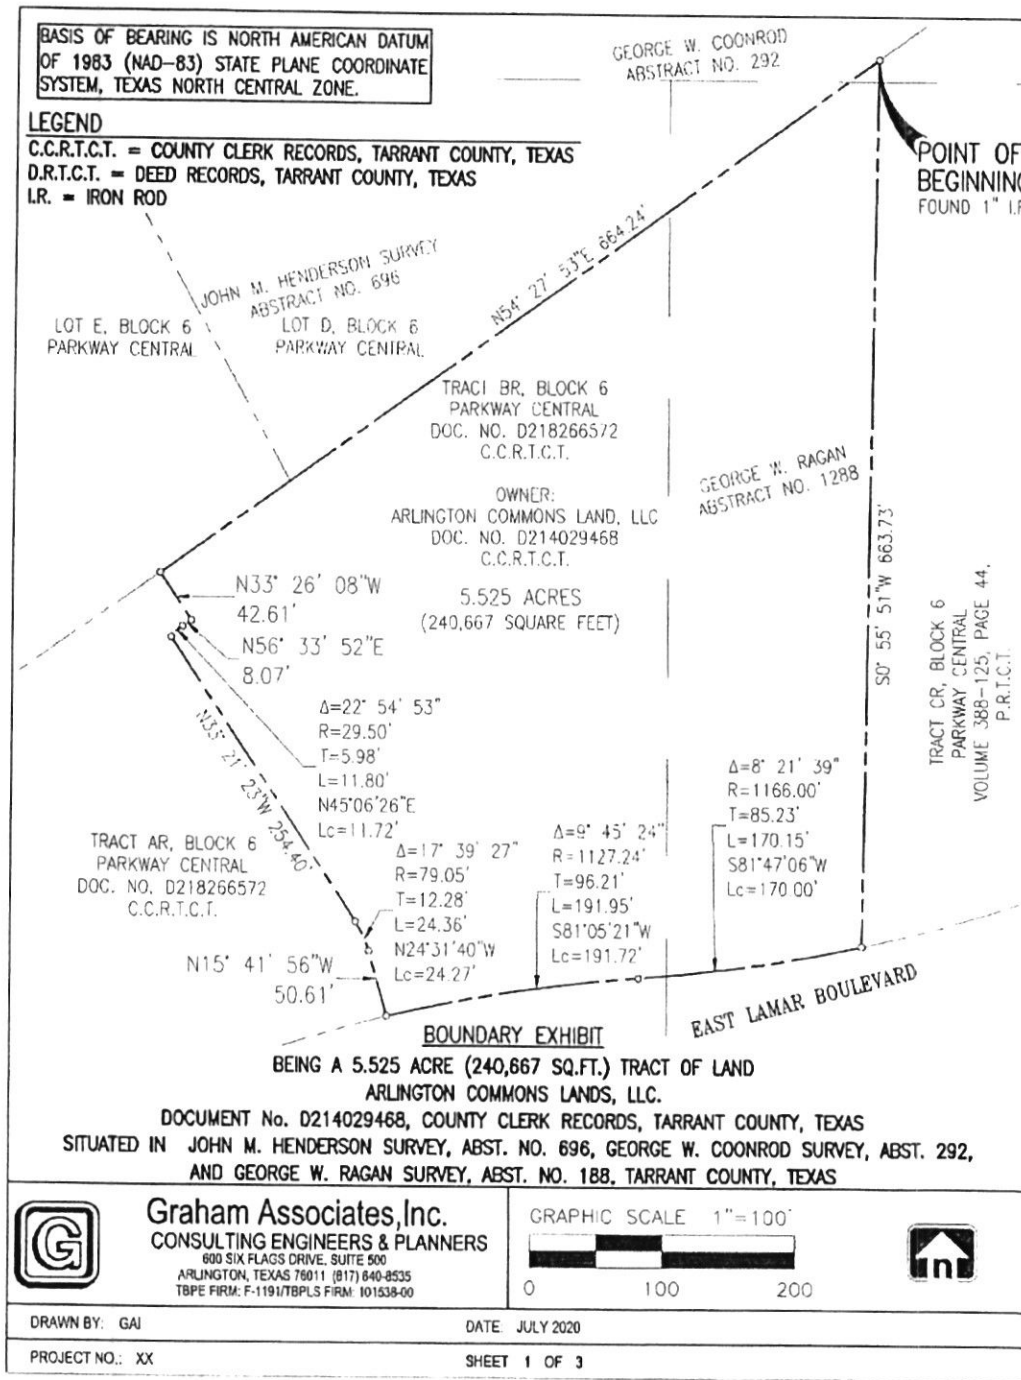 BASIS OF BEARING IS NORTH AMERICAN DATUM
OF 1983 (NAD-83) STATE PLANE COORDINATE
SYSTEM, TEXAS NORTH CENTRAL ZONE.
LEGEND
C.C.R.T.C.T. = COUNTY CLERK RECORDS, TARRANT COUNTY, TEXAS
D.R.T.C.T. = DEED RECORDS, TARRANT COUNTY, TEXAS
I.R. = IRON ROD
GEORGE W. COONROD
ABSTRACT NO. 292
POINT OF
BEGINNING
FOUND 1" I.R
JOHN M. HENDERSON SURVEY
ABSTRACT NO. 696
LOT E, BLOCK 6
PARKWAY CENTRAL
LOT D, BLOCK 6
PARKWAY CENTRAL
N54° 27' 53"E 664.24'
TRACT BR, BLOCK 6
PARKWAY CENTRAL
DOC. NO. D218266572
C.C.R.T.C.T.
OWNER:
ARLINGTON COMMONS LAND, LLC
DOC. NO. D214029468
C.C.R.T.C.T.
5.525 ACRES
(240,667 SQUARE FEET)
GEORGE W. RAGAN
ABSTRACT NO. 1288
S0° 55' 51"W 663.73'
TRACT CR, BLOCK 6
PARKWAY CENTRAL
VOLUME 388-125, PAGE 44,
P.R.T.C.T.
N33° 26' 08"W
42.61'
N56° 33' 52"E
8.07'
Δ=22° 54' 53"
R=29.50'
T=5.98'
L=11.80'
N45°06'26"E
Lc=11.72'
N33° 21' 23"W 254.40'
TRACT AR, BLOCK 6
PARKWAY CENTRAL
DOC. NO. D218266572
C.C.R.T.C.T.
Δ=17° 39' 27"
R=79.05'
T=12.28'
L=24.36'
N24°31'40"W
Lc=24.27'
Δ=9° 45' 24"
R=1127.24'
T=96.21'
L=191.95'
S81°05'21"W
Lc=191.72'
Δ=8° 21' 39"
R=1166.00'
T=85.23'
L=170.15'
S81°47'06"W
Lc=170.00'
N15° 41' 56"W
50.61'
EAST LAMAR BOULEVARD
BOUNDARY EXHIBIT
BEING A 5.525 ACRE (240,667 SQ.FT.) TRACT OF LAND
ARLINGTON COMMONS LANDS, LLC.
DOCUMENT No. D214029468, COUNTY CLERK RECORDS, TARRANT COUNTY, TEXAS
SITUATED IN JOHN M. HENDERSON SURVEY, ABST. NO. 696, GEORGE W. COONROD SURVEY, ABST. 292,
AND GEORGE W. RAGAN SURVEY, ABST. NO. 188, TARRANT COUNTY, TEXAS
G
Graham Associates,Inc.
CONSULTING ENGINEERS & PLANNERS
600 SIX FLAGS DRIVE, SUITE 500
ARLINGTON, TEXAS 76011 (817) 640-8535
TBPE FIRM: F-1191/TBPLS FIRM: 101538-00
GRAPHIC SCALE 1"=100'
0 100 200
n
DRAWN BY: GAI
DATE: JULY 2020
PROJECT NO.: XX
SHEET 1 OF 3